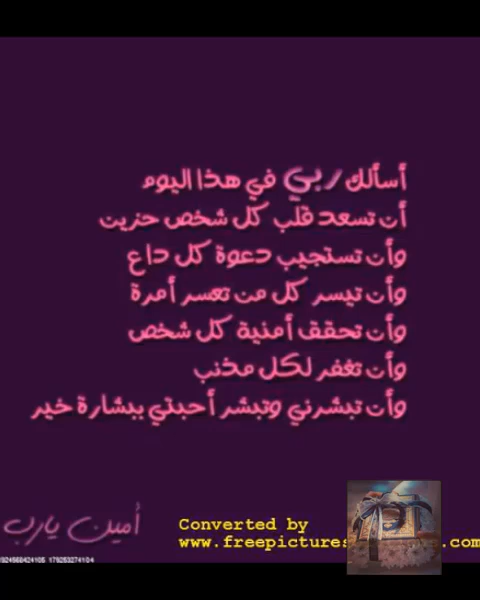 أسألك ربي في هذا اليوم
أن تسعد قلب كل شخص حزين
وأن تستجيب دعوة كل داع
وأن تيسر كل من تعسر أمرة
وأن تحقق أمنية كل شخص
وأن تغفر لكل مذنب
وأن تبشرني وتبشر أحبتي ببشارة خير
أمين يارب
Converted by
www.freepictures